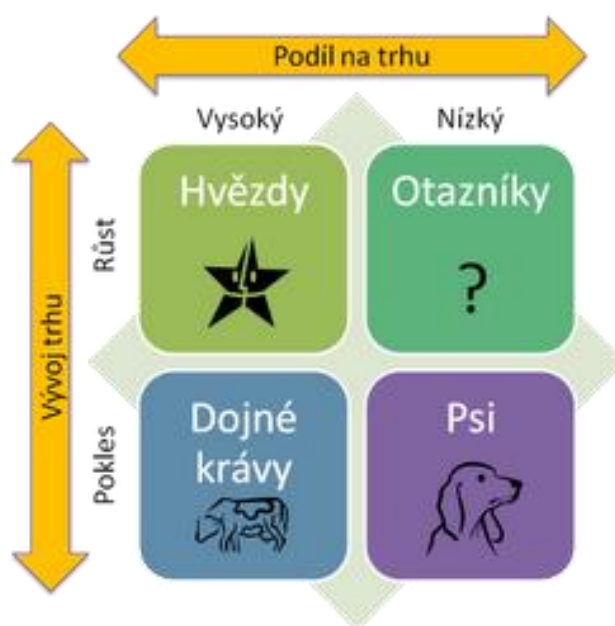 Podíl na trhu
Vysoký
Nízký
Vývoj trhu
Růst
Hvězdy
Otazníky
?
Pokles
Dojné
krávy
Psi